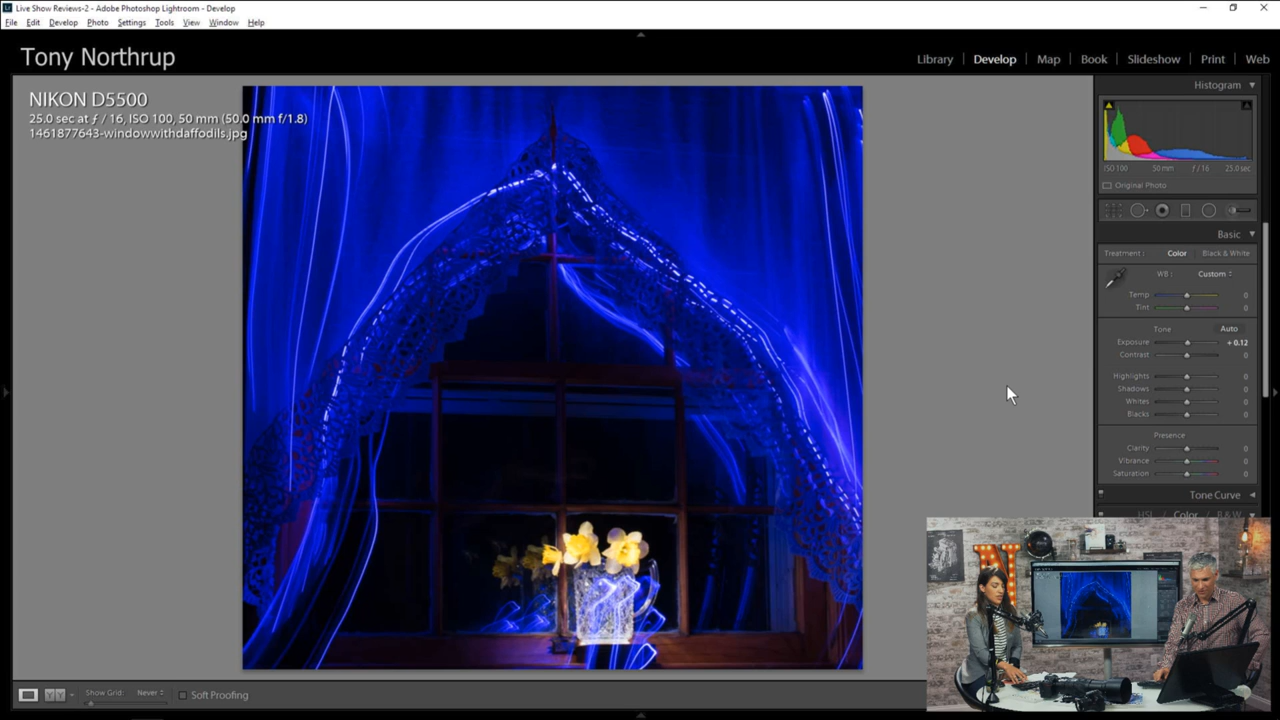 Live Show Reviews-2 - Adobe Photoshop Lightroom - Develop
File Edit Develop Photo Settings Tools View Window Help
Tony Northrup
Library Develop Map Book Slideshow Print Web
NIKON D5500
25.0 sec at ƒ / 16, ISO 100, 50 mm (50.0 mm f/1.8)
1461877643-windowwithdaffodils.jpg
Histogram
ISO 100 50 mm ƒ / 16 25.0 sec
Original Photo
Basic
Treatment : Color Black & White
WB : Custom
Temp 0
Tint 0
Tone Auto
Exposure + 0.12
Contrast 0
Highlights 0
Shadows 0
Whites 0
Blacks 0
Presence
Clarity 0
Vibrance 0
Saturation 0
Tone Curve
HSL / Color / B & W
N
Show Grid: Never
Soft Proofing